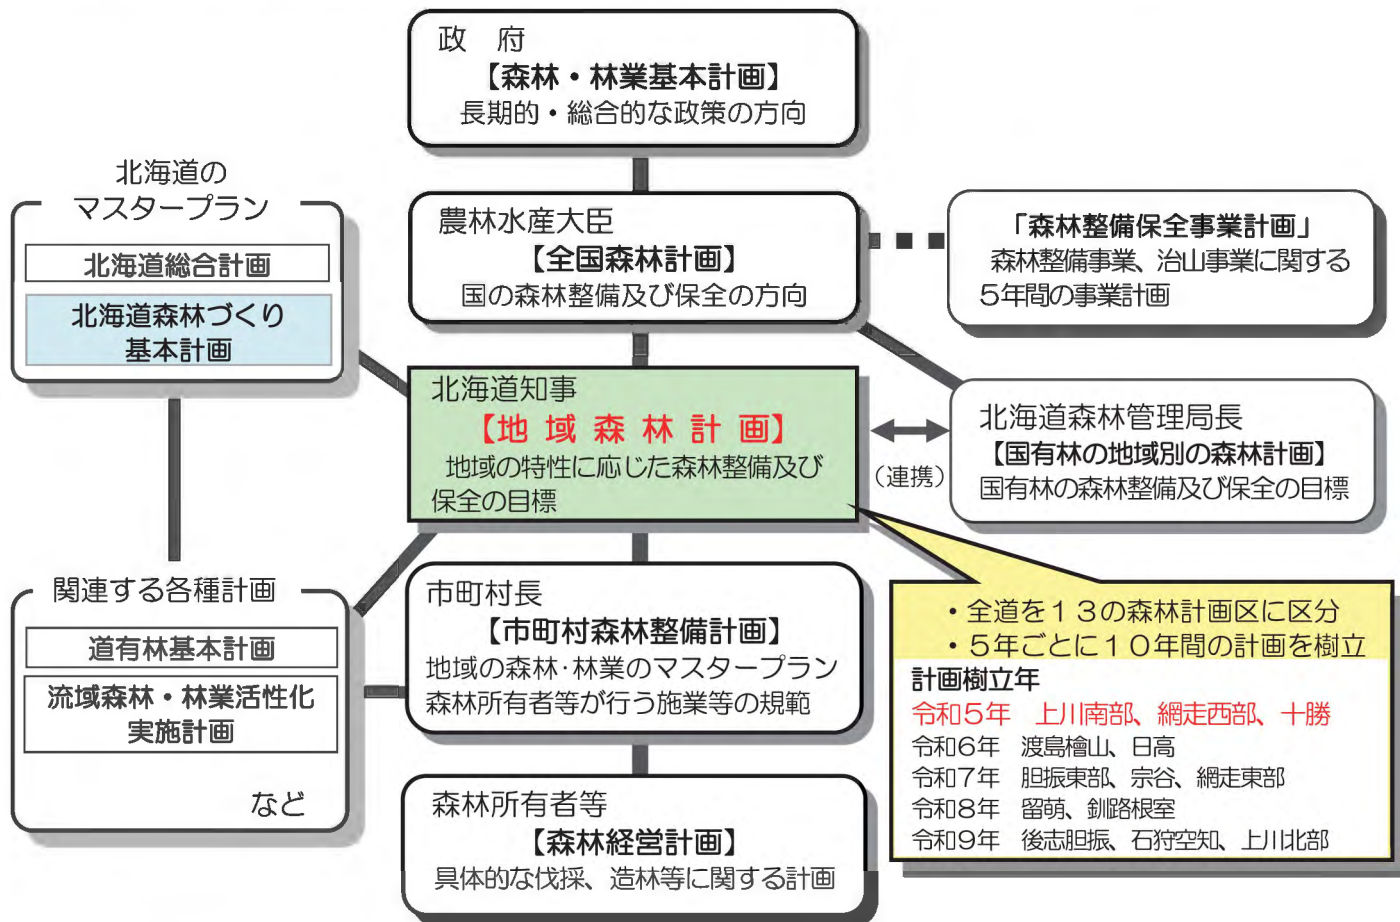 政　府
【森林・林業基本計画】
長期的・総合的な政策の方向
北海道の
マスタープラン
北海道総合計画
北海道森林づくり
基本計画
農林水産大臣
【全国森林計画】
国の森林整備及び保全の方向
「森林整備保全事業計画」
森林整備事業、治山事業に関する
５年間の事業計画
北海道知事
【地 域 森 林 計 画】
地域の特性に応じた森林整備及び
保全の目標
（連携）
北海道森林管理局長
【国有林の地域別の森林計画】
国有林の森林整備及び保全の目標
関連する各種計画
道有林基本計画
流域森林・林業活性化
実施計画
など
市町村長
【市町村森林整備計画】
地域の森林･林業のマスタープラン
森林所有者等が行う施業等の規範
森林所有者等
【森林経営計画】
具体的な伐採、造林等に関する計画
・全道を１３の森林計画区に区分
・５年ごとに１０年間の計画を樹立
計画樹立年
令和５年　上川南部、網走西部、十勝
令和６年　渡島檜山、日高
令和７年　胆振東部、宗谷、網走東部
令和８年　留萌、釧路根室
令和９年　後志胆振、石狩空知、上川北部